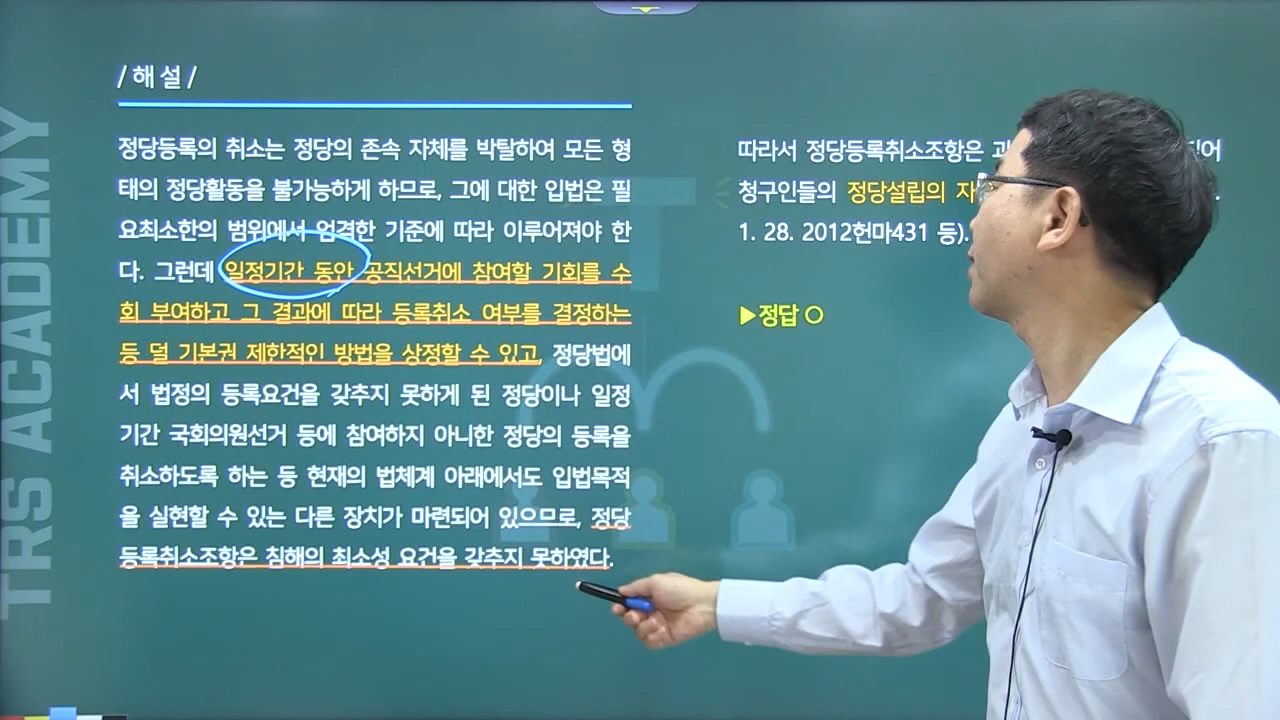 TRS ACADEMY
/ 해 설 /
정당등록의 취소는 정당의 존속 자체를 박탈하여 모든 형
태의 정당활동을 불가능하게 하므로, 그에 대한 입법은 필
요최소한의 범위에서 엄격한 기준에 따라 이루어져야 한
다. 그런데 일정기간 동안 공직선거에 참여할 기회를 수
회 부여하고 그 결과에 따라 등록취소 여부를 결정하는
등 덜 기본권 제한적인 방법을 상정할 수 있고, 정당법에
서 법정의 등록요건을 갖추지 못하게 된 정당이나 일정
기간 국회의원선거 등에 참여하지 아니한 정당의 등록을
취소하도록 하는 등 현재의 법체계 아래에서도 입법목적
을 실현할 수 있는 다른 장치가 마련되어 있으므로, 정당
등록취소조항은 침해의 최소성 요건을 갖추지 못하였다.
따라서 정당등록취소조항은
청구인들의 정당설립의
1. 28. 2012헌마431 등).
▶정답 ○